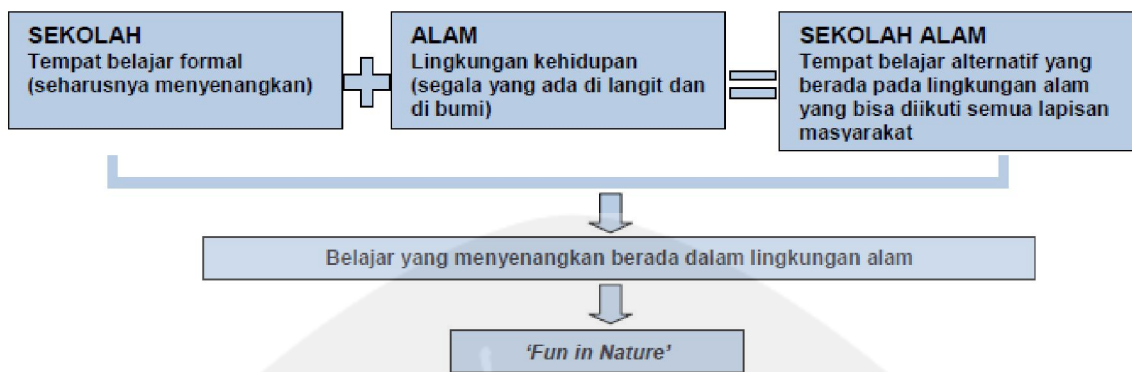 SEKOLAH
Tempat belajar formal
(seharusnya menyenangkan)
ALAM
Lingkungan kehidupan
(segala yang ada di langit dan
di bumi)
SEKOLAH ALAM
Tempat belajar alternatif yang
berada pada lingkungan alam
yang bisa diikuti semua lapisan
masyarakat
Belajar yang menyenangkan berada dalam lingkungan alam
'Fun in Nature'